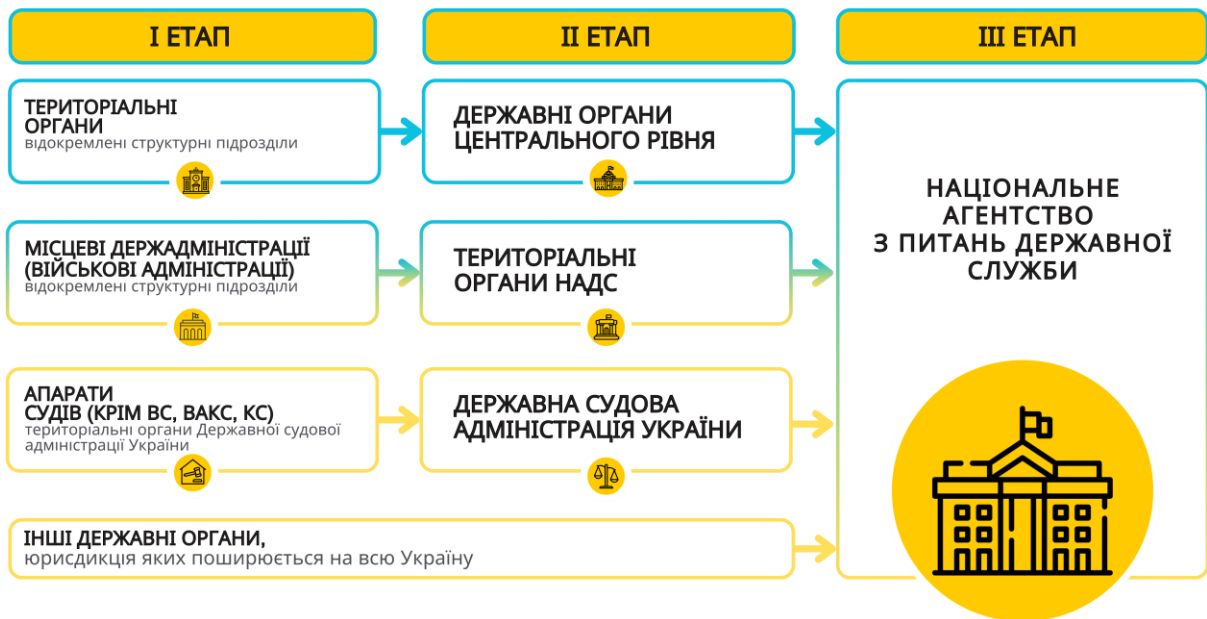 І ЕТАП
ІІ ЕТАП
ІІІ ЕТАП
ТЕРИТОРІАЛЬНІ
ОРГАНИ
відокремлені структурні підрозділи
ДЕРЖАВНІ ОРГАНИ
ЦЕНТРАЛЬНОГО РІВНЯ
НАЦІОНАЛЬНЕ
АГЕНТСТВО
З ПИТАНЬ ДЕРЖАВНОЇ
СЛУЖБИ
МІСЦЕВІ ДЕРЖАДМІНІСТРАЦІЇ
(ВІЙСЬКОВІ АДМІНІСТРАЦІЇ)
відокремлені структурні підрозділи
ТЕРИТОРІАЛЬНІ
ОРГАНИ НАДС
АПАРАТИ
СУДІВ (КРІМ ВС, ВАКС, КС)
територіальні органи Державної судової
адміністрації України
ДЕРЖАВНА СУДОВА
АДМІНІСТРАЦІЯ УКРАЇНИ
ІНШІ ДЕРЖАВНІ ОРГАНИ,
юрисдикція яких поширюється на всю Україну